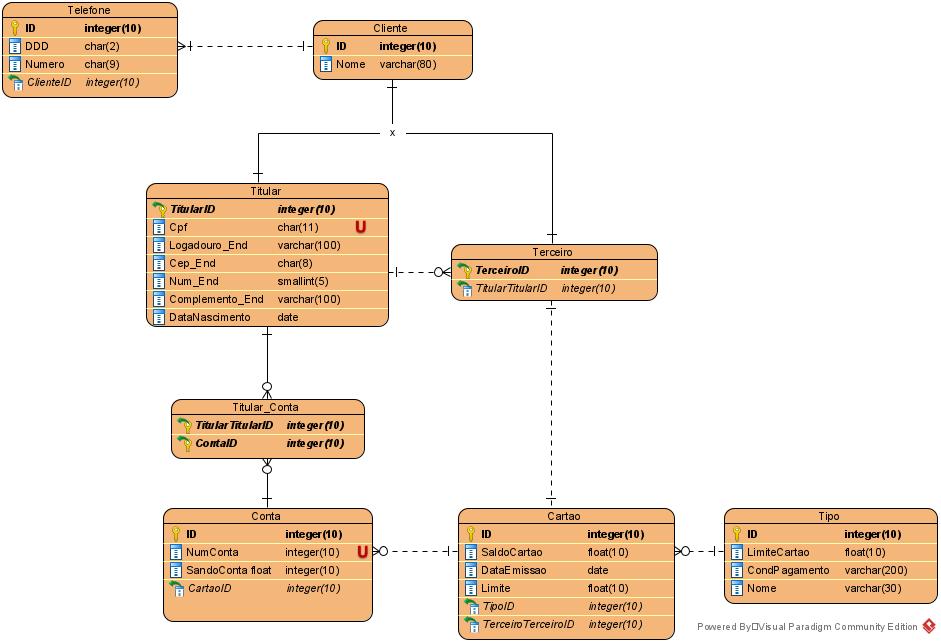 Telefone
ID integer(10)
DDD char(2)
Numero char(9)
ClienteID integer(10)
Cliente
ID integer(10)
Nome varchar(80)
x
Titular
TitularID integer(10)
Cpf char(11) U
Logadouro_End varchar(100)
Cep_End char(8)
Num_End smallint(5)
Complemento_End varchar(100)
DataNascimento date
Terceiro
TerceiroID integer(10)
TitularTitularID integer(10)
Titular_Conta
TitularTitularID integer(10)
ContaID integer(10)
Conta
ID integer(10)
NumConta integer(10) U
SandoConta float integer(10)
CartaoID integer(10)
Cartao
ID integer(10)
SaldoCartao float(10)
DataEmissao date
Limite float(10)
TipoID integer(10)
TerceiroTerceiroID integer(10)
Tipo
ID integer(10)
LimiteCartao float(10)
CondPagamento varchar(200)
Nome varchar(30)
Powered By□Visual Paradigm Community Edition